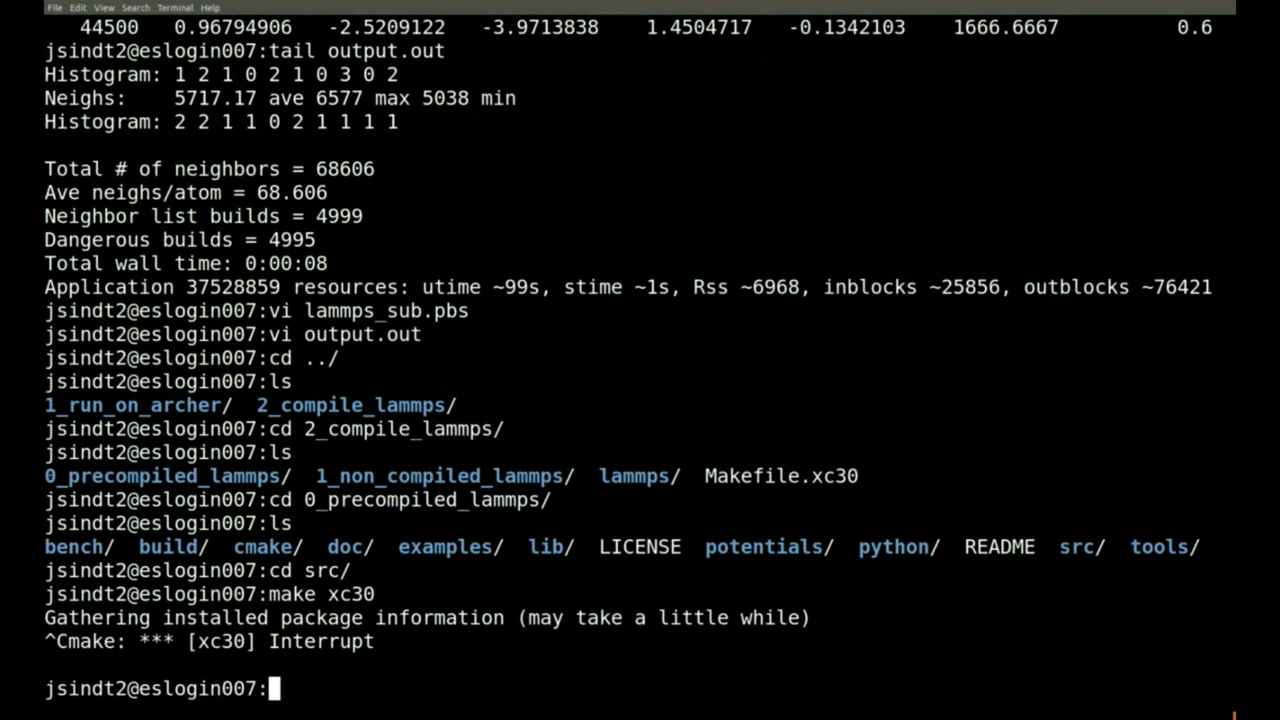 File Edit View Search Terminal Help
44500 0.96794906 -2.5209122 -3.9713838 1.4504717 -0.1342103 1666.6667 0.6
jsindt2@eslogin007:tail output.out
Histogram: 1 2 1 0 2 1 0 3 0 2
Neighs: 5717.17 ave 6577 max 5038 min
Histogram: 2 2 1 1 0 2 1 1 1 1
Total # of neighbors = 68606
Ave neighs/atom = 68.606
Neighbor list builds = 4999
Dangerous builds = 4995
Total wall time: 0:00:08
Application 37528859 resources: utime ~99s, stime ~1s, Rss ~6968, inblocks ~25856, outblocks ~76421
jsindt2@eslogin007:vi lammps_sub.pbs
jsindt2@eslogin007:vi output.out
jsindt2@eslogin007:cd ../
jsindt2@eslogin007:ls
1_run_on_archer/ 2_compile_lammps/
jsindt2@eslogin007:cd 2_compile_lammps/
jsindt2@eslogin007:ls
0_precompiled_lammps/ 1_non_compiled_lammps/ lammps/ Makefile.xc30
jsindt2@eslogin007:cd 0_precompiled_lammps/
jsindt2@eslogin007:ls
bench/ build/ cmake/ doc/ examples/ lib/ LICENSE potentials/ python/ README src/ tools/
jsindt2@eslogin007:cd src/
jsindt2@eslogin007:make xc30
Gathering installed package information (may take a little while)
^Cmake: *** [xc30] Interrupt
jsindt2@eslogin007: